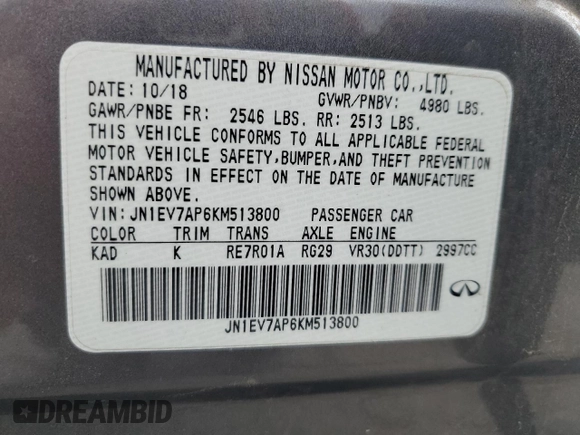 MANUFACTURED BY NISSAN MOTOR CO.,LTD.
DATE: 10/18 GVWR/PNBV: 4980 LBS.
GAWR/PNBE FR: 2546 LBS. RR: 2513 LBS.
THIS VEHICLE CONFORMS TO ALL APPLICABLE FEDERAL
MOTOR VEHICLE SAFETY,BUMPER,AND THEFT PREVENTION
STANDARDS IN EFFECT ON THE DATE OF MANUFACTURE
SHOWN ABOVE.
VIN:JN1EV7AP6KM513800 PASSENGER CAR
COLOR TRIM TRANS AXLE ENGINE
KAD K RE7R01A RG29 VR30(DDTT) 2997CC
JN1EV7AP6KM513800
DREAMBID